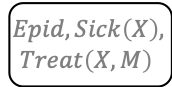 Epid, Sick(X),
Treat(X, M)